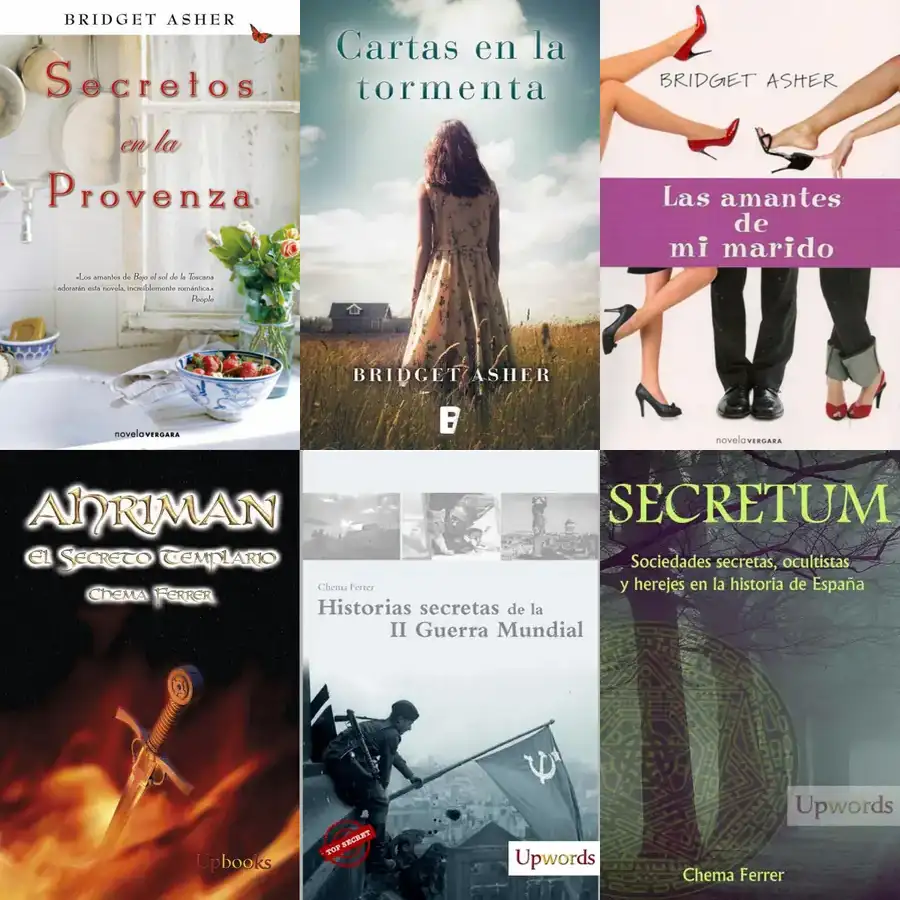 BRIDGET ASHER
Secretos
en la
Provenza
«Los amantes de Bajo el sol de la Toscana
adorarán esta novela, increíblemente romántica.»
People
novelaVERGARA
Cartas en la
tormenta
BRIDGET ASHER
B
BRIDGET ASHER
Las amantes
de
mi marido
novelaVERGARA
AHRIMAN
El Secreto Templario
Chema Ferrer
Upbooks
Chema Ferrer
Historias secretas de la
II Guerra Mundial
TOP SECRET
Upwords
SECRETUM
Sociedades secretas, ocultistas
y herejes en la historia de España
Upwords
Chema Ferrer